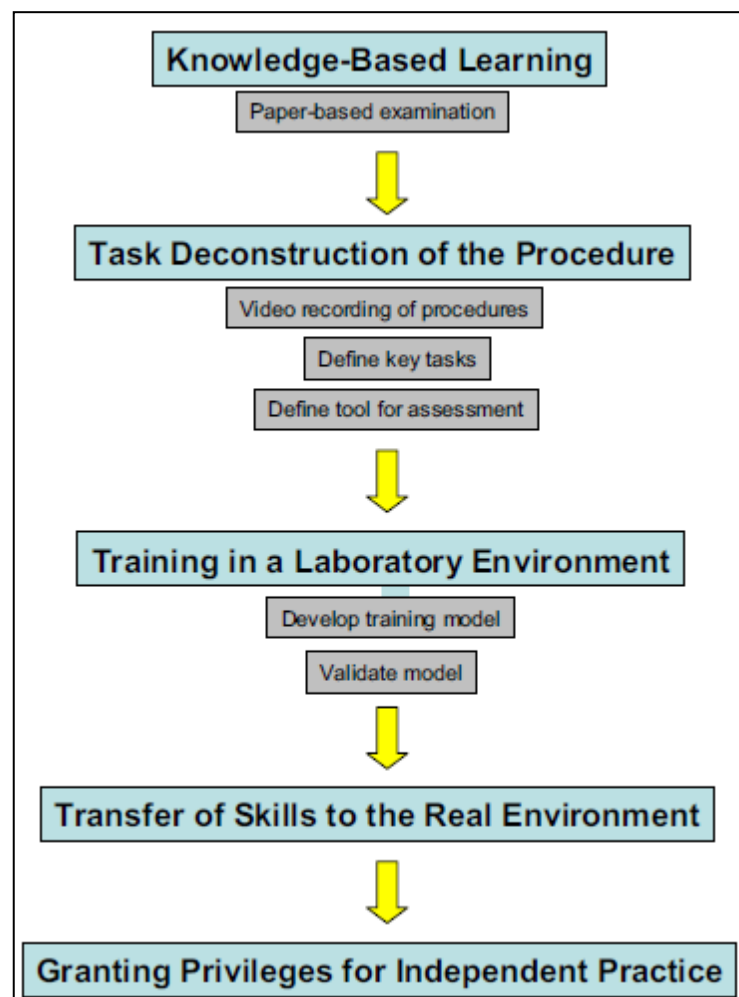 Knowledge-Based Learning
Paper-based examination
Task Deconstruction of the Procedure
Video recording of procedures
Define key tasks
Define tool for assessment
Training in a Laboratory Environment
Develop training model
Validate model
Transfer of Skills to the Real Environment
Granting Privileges for Independent Practice